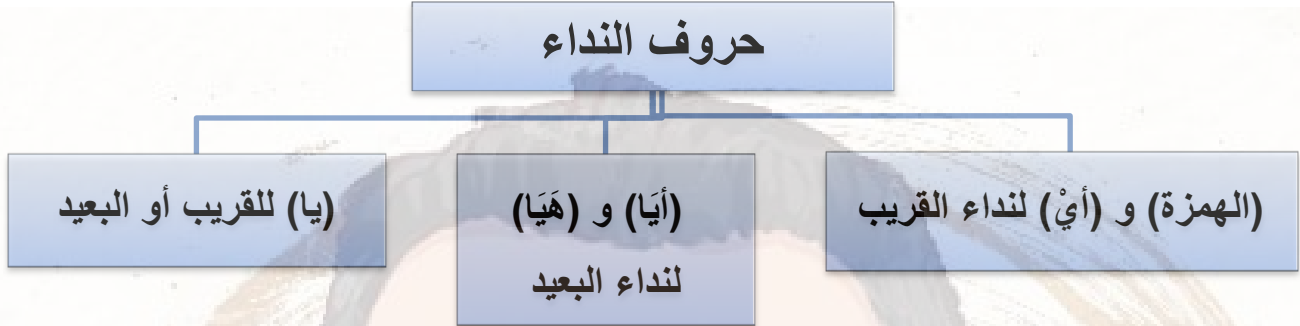 حروف النداء
(الهمزة) و (أيْ) لنداء القريب
(أيَا) و (هَيَا)
لنداء البعيد
(يا) للقريب أو البعيد